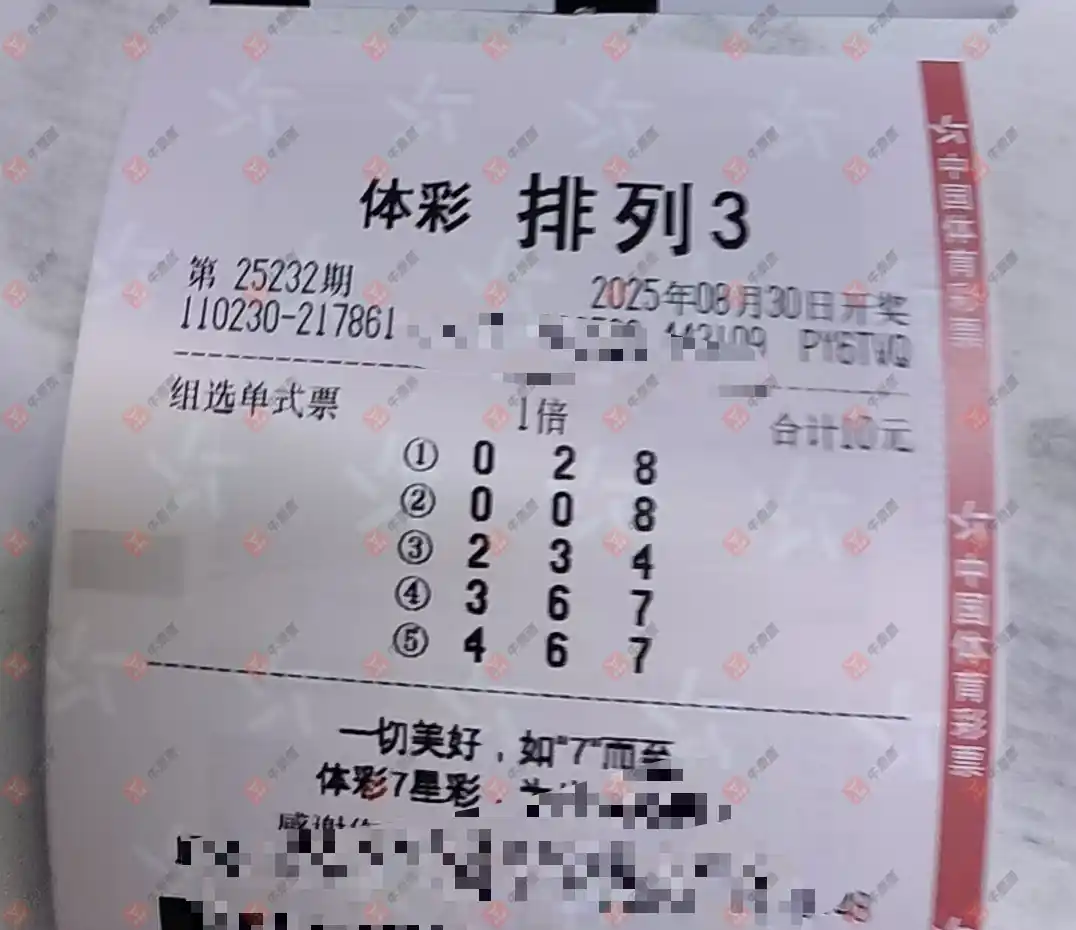 体彩 排列3
第 25232期 2025年08月30日开奖
110230-217861
组选单式票 1倍 合计10元
① 0 2 8
② 0 0 8
③ 2 3 4
④ 3 6 7
⑤ 4 6 7
一切美好，如“7”而至
体彩7星彩
感谢
中国体育彩票
中国体育彩票